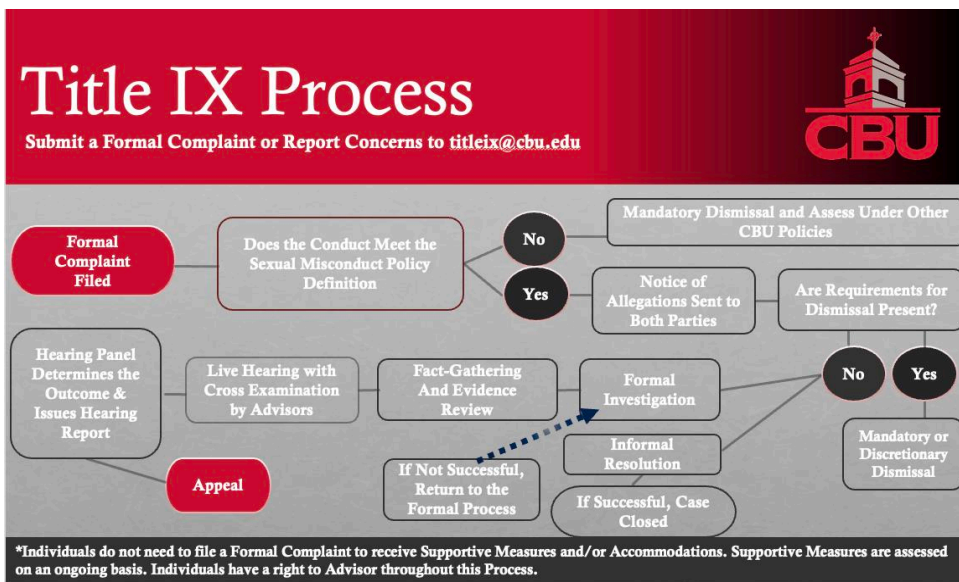 Title IX Process
Submit a Formal Complaint or Report Concerns to titleix@cbu.edu
CBU
Formal
Complaint
Filed
Does the Conduct Meet the
Sexual Misconduct Policy
Definition
No
Mandatory Dismissal and Assess Under Other
CBU Policies
Yes
Notice of
Allegations Sent to
Both Parties
Are Requirements for
Dismissal Present?
No
Yes
Mandatory or
Discretionary
Dismissal
Formal
Investigation
Informal
Resolution
If Successful, Case
Closed
If Not Successful,
Return to the
Formal Process
Fact-Gathering
And Evidence
Review
Live Hearing with
Cross Examination
by Advisors
Hearing Panel
Determines the
Outcome &
Issues Hearing
Report
Appeal
*Individuals do not need to file a Formal Complaint to receive Supportive Measures and/or Accommodations. Supportive Measures are assessed
on an ongoing basis. Individuals have a right to Advisor throughout this Process.